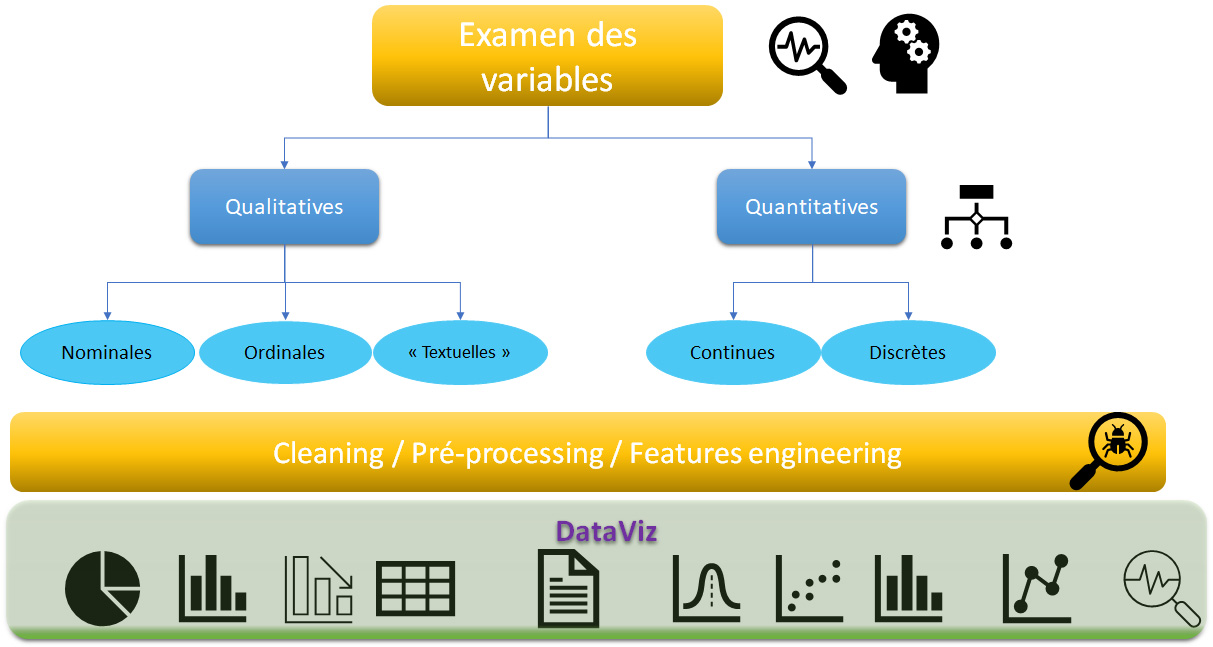 Examen des
variables
Qualitatives
Quantitatives
Nominales
Ordinales
« Textuelles »
Continues
Discrètes
Cleaning / Pré-processing / Features engineering
DataViz